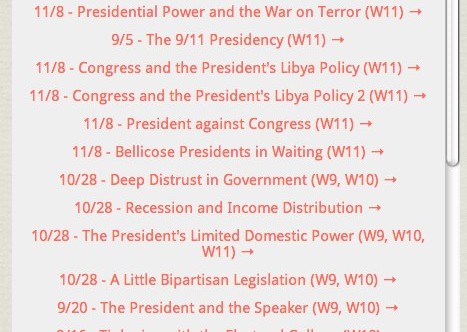 11/8 - Presidential Power and the War on Terror (W11) →
9/5 - The 9/11 Presidency (W11) →
11/8 - Congress and the President's Libya Policy (W11) →
11/8 - Congress and the President's Libya Policy 2 (W11) →
11/8 - President against Congress (W11) →
11/8 - Bellicose Presidents in Waiting (W11) →
10/28 - Deep Distrust in Government (W9, W10) →
10/28 - Recession and Income Distribution →
10/28 - The President's Limited Domestic Power (W9, W10,
W11) →
10/28 - A Little Bipartisan Legislation (W9, W10) →
9/20 - The President and the Speaker (W9, W10) →